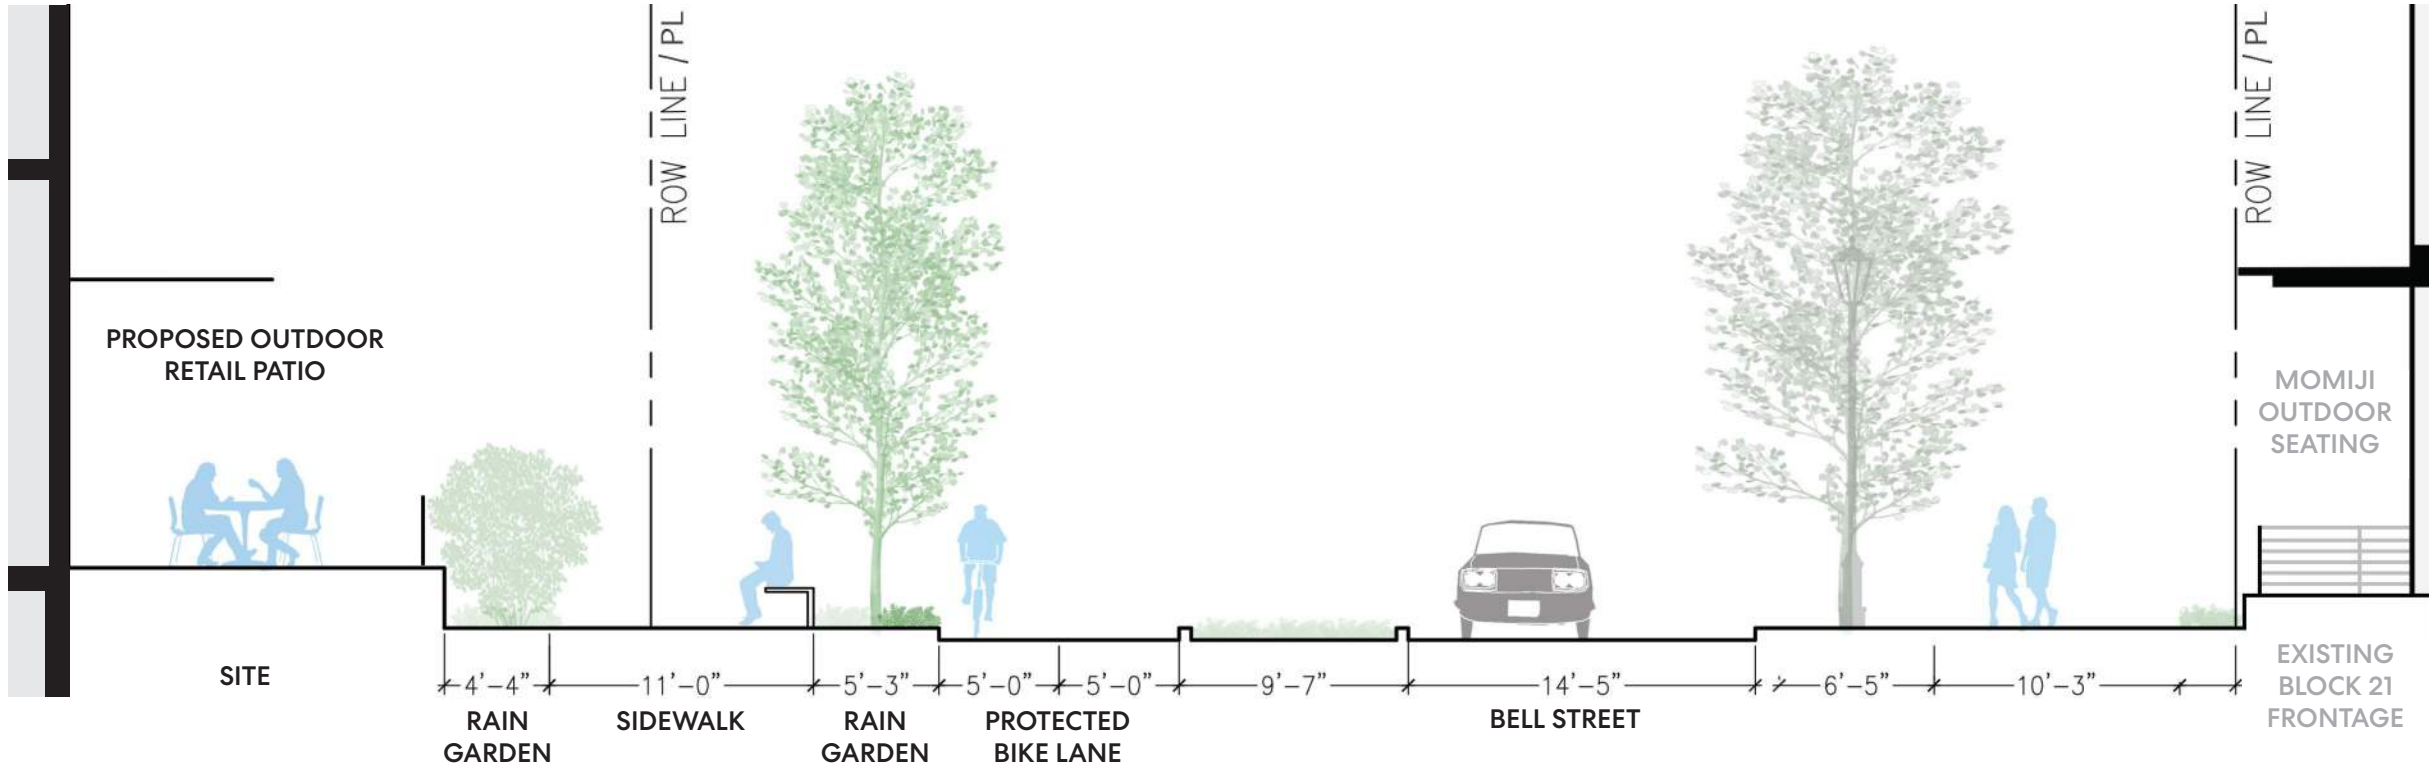 ROW LINE / PL
ROW LINE / PL
PROPOSED OUTDOOR
RETAIL PATIO
MOMIJI
OUTDOOR
SEATING
SITE
EXISTING
BLOCK 21
FRONTAGE
4'-4" 11'-0" 5'-3" 5'-0" 5'-0" 9'-7" 14'-5" 6'-5" 10'-3"
RAIN
GARDEN
SIDEWALK
RAIN
GARDEN
PROTECTED
BIKE LANE
BELL STREET